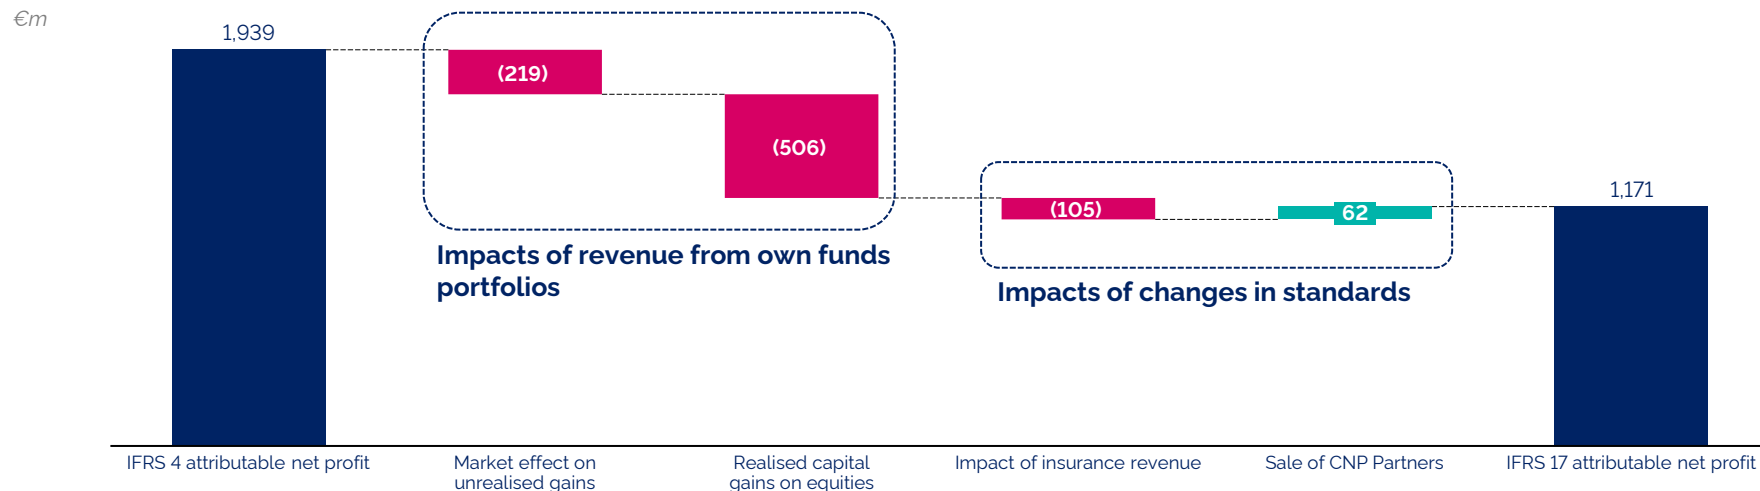 €m
1,939
(219)
(506)
(105)
62
1,171
Impacts of revenue from own funds
portfolios
Impacts of changes in standards
IFRS 4 attributable net profit
Market effect on
unrealised gains
Realised capital
gains on equities
Impact of insurance revenue
Sale of CNP Partners
IFRS 17 attributable net profit